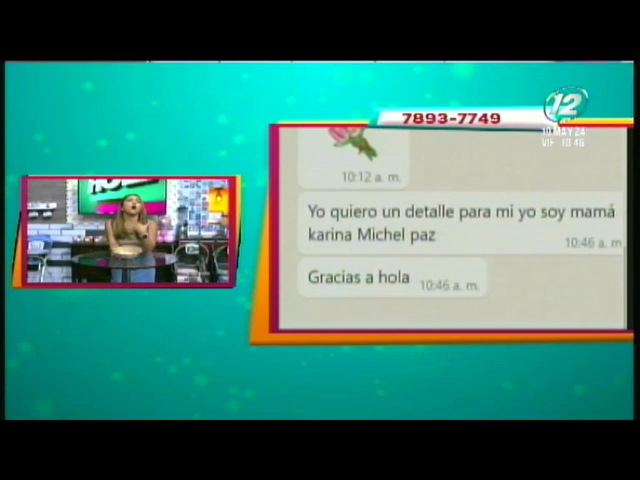 7893-7749
12
10 MAY 24
VIE 10:46
10:12 a. m.
Yo quiero un detalle para mi yo soy mamá
karina Michel paz
10:46 a. m
Gracias a hola
10:46 a. m.
HOLA